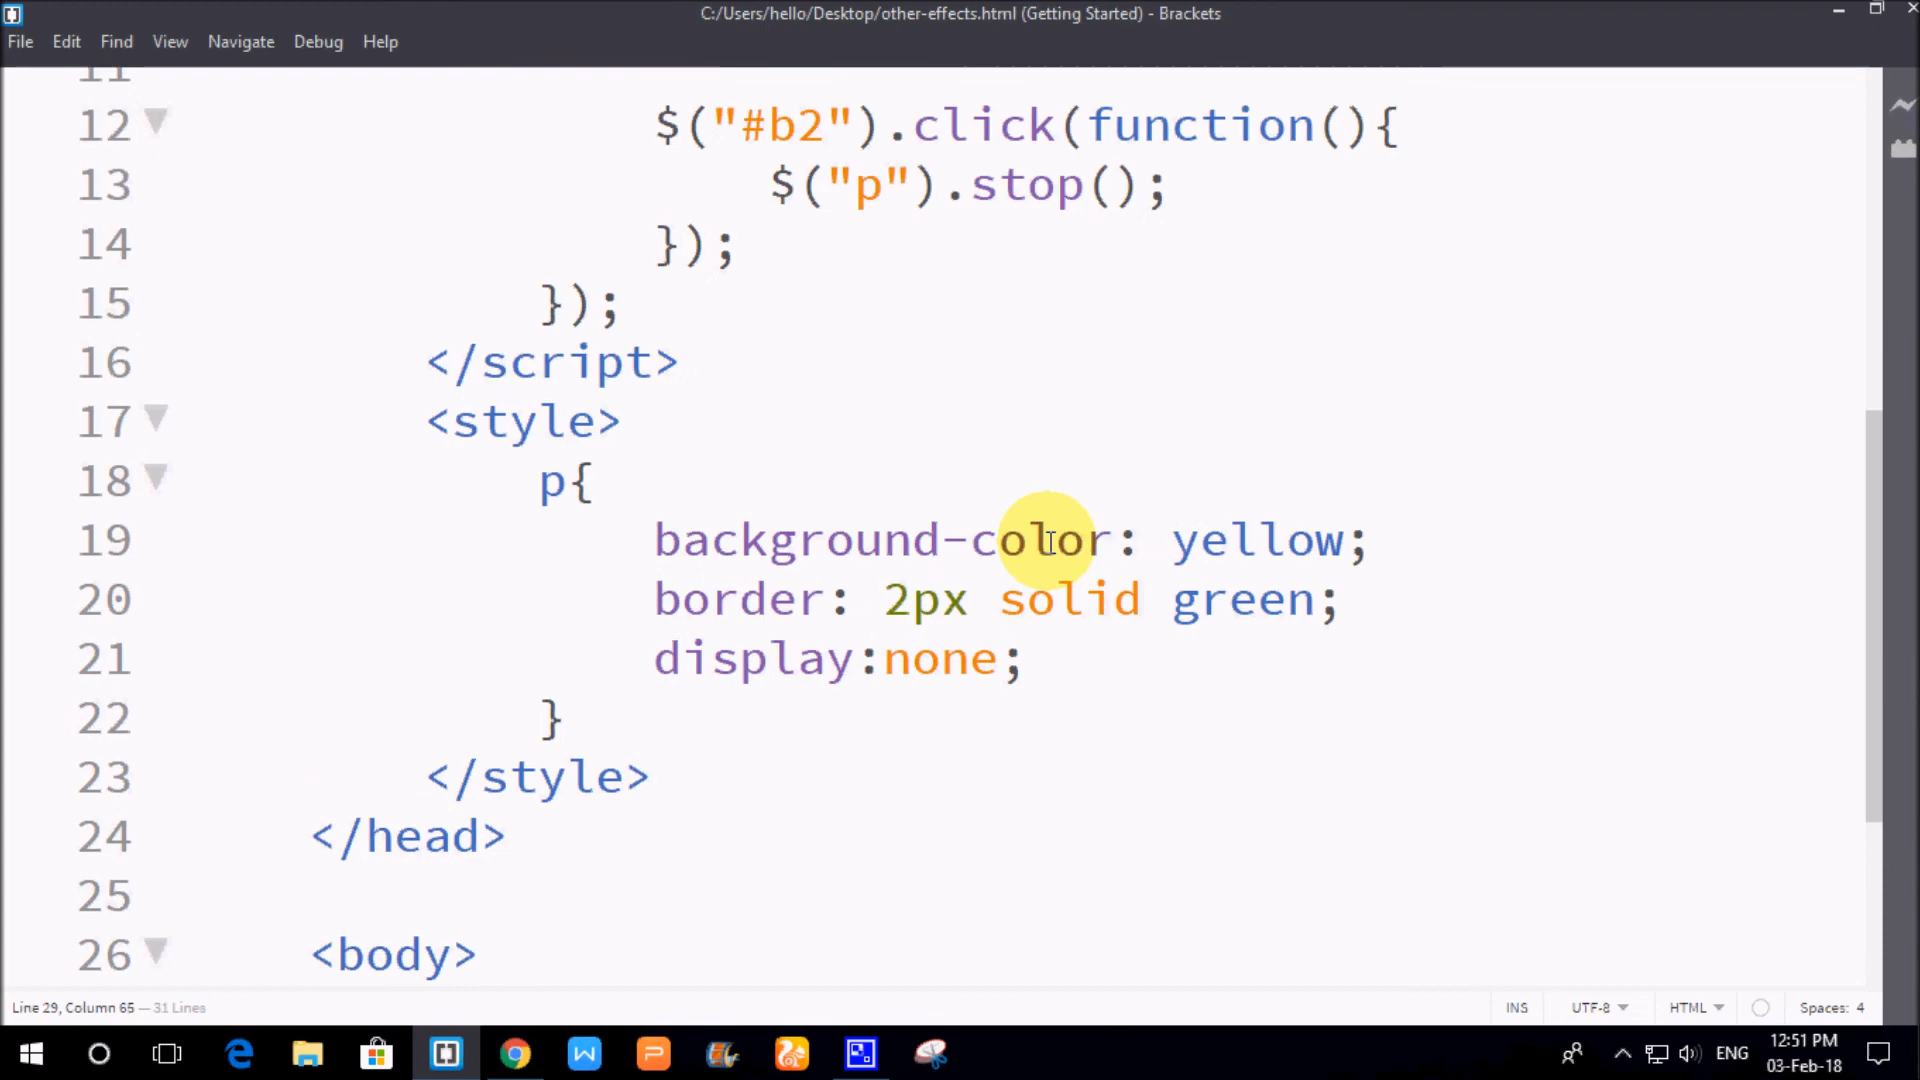 C:/Users/hello/Desktop/other-effects.html (Getting Started) - Brackets
File Edit Find View Navigate Debug Help
11
12 $("#b2").click(function(){
13 $("p").stop();
14 });
15 });
16 </script>
17 <style>
18 p{
19 background-color: yellow;
20 border: 2px solid green;
21 display:none;
22 }
23 </style>
24 </head>
25
26 <body>
Line 29, Column 65 — 31 Lines INS UTF-8 HTML Spaces: 4
12:51 PM
ENG
03-Feb-18